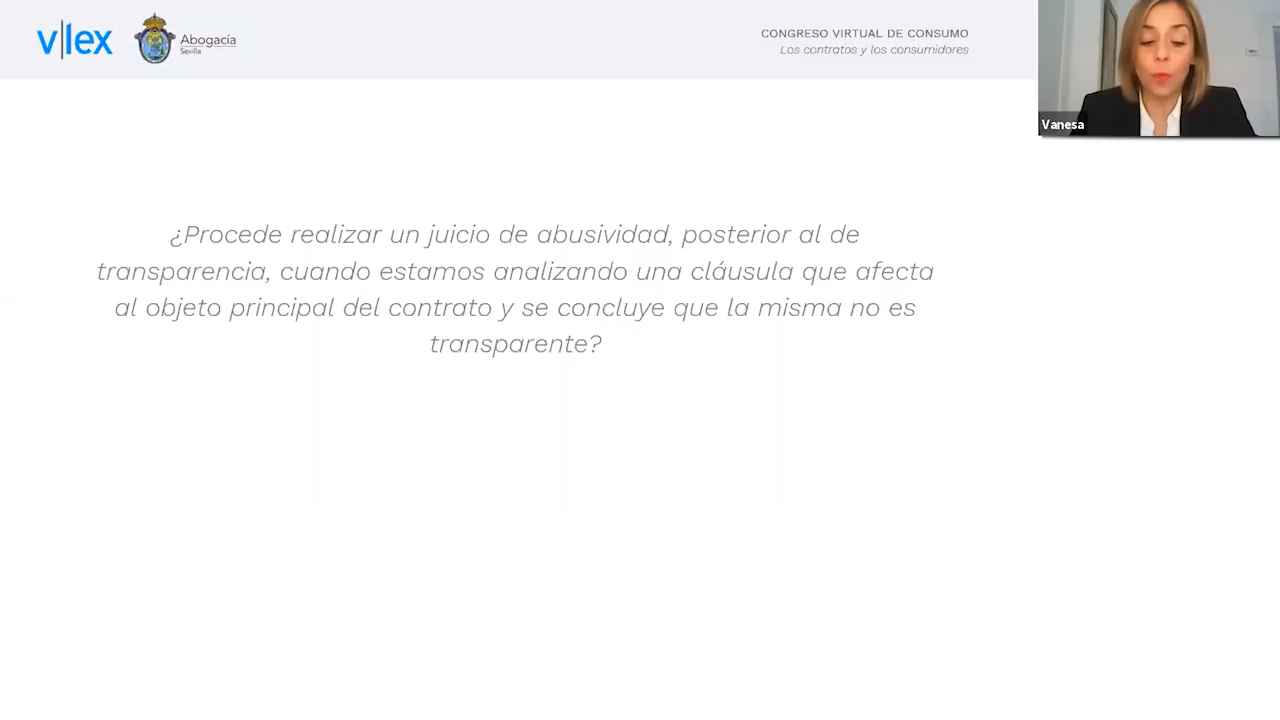 v|lex
Abogacía
Sevilla
CONGRESO VIRTUAL DE CONSUMO
Los contratos y los consumidores
Vanesa
¿Procede realizar un juicio de abusividad, posterior al de
transparencia, cuando estamos analizando una cláusula que afecta
al objeto principal del contrato y se concluye que la misma no es
transparente?